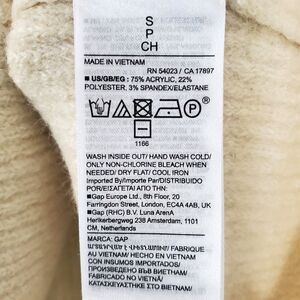 S
P
CH
MADE IN VIETNAM
RN 54023 / CA 17897
■ US/GB/EG : 75% ACRYLIC, 22%
POLYESTER, 3% SPANDEX/ELASTANE
1166
WASH INSIDE OUT/ HAND WASH COLD/
ONLY NON-CHLORINE BLEACH WHEN
NEEDED/ DRY FLAT/ COOL IRON
Imported By/Importe Par/DISTRIBUIDO
POR/ΕΙΣΑΓΕΤΑΙ ΑΠΟ ΤΗΝ:
■Gap Europe Ltd., 8th Floor, 20
Farringdon Street, London, EC4A 4AB, UK
■Gap (RHC) B.V. Luna ArenA
Herikerbergweg 238 Amsterdam, 1101
CM, Netherlands
MARCA: GAP
FABRIQUE
AU VIETNAM/ HECHO EN VIETNAM
CON INSUMOS IMPORTADOS/
ПРОИЗВЕДЕНО ВЪВ ВИЕТНАМ/
FABRICADO NO VIETNÃ/
ΚΑΤΑΣΚΕΥΑΣΤΗΚΕ ΣΤΟ ΒΙΕΤΝΑΜ/